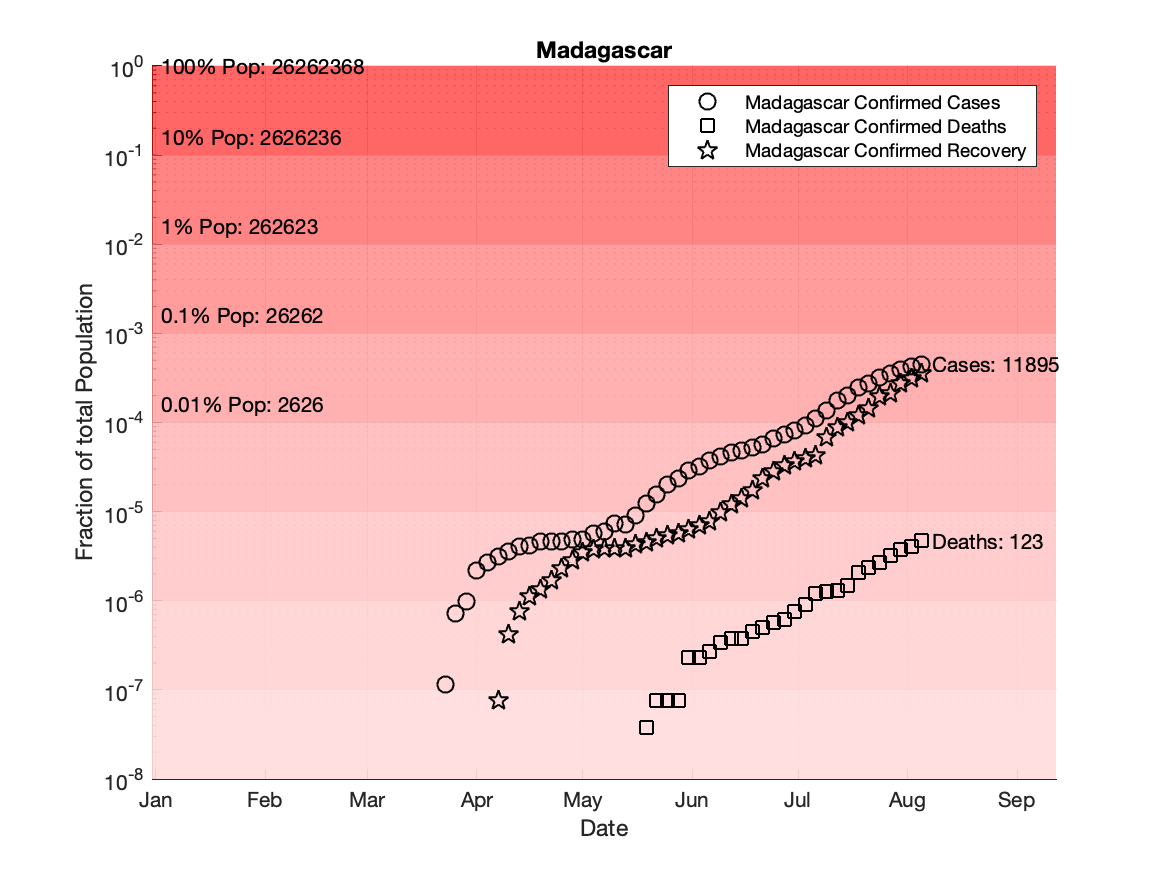 Madagascar
10^0
100% Pop: 26262368
Madagascar Confirmed Cases
Madagascar Confirmed Deaths
Madagascar Confirmed Recovery
10% Pop: 2626236
10^-1
1% Pop: 262623
10^-2
0.1% Pop: 26262
10^-3
Cases: 11895
0.01% Pop: 2626
10^-4
10^-5
Deaths: 123
10^-6
10^-7
10^-8
Fraction of total Population
Jan Feb Mar Apr May Jun Jul Aug Sep
Date